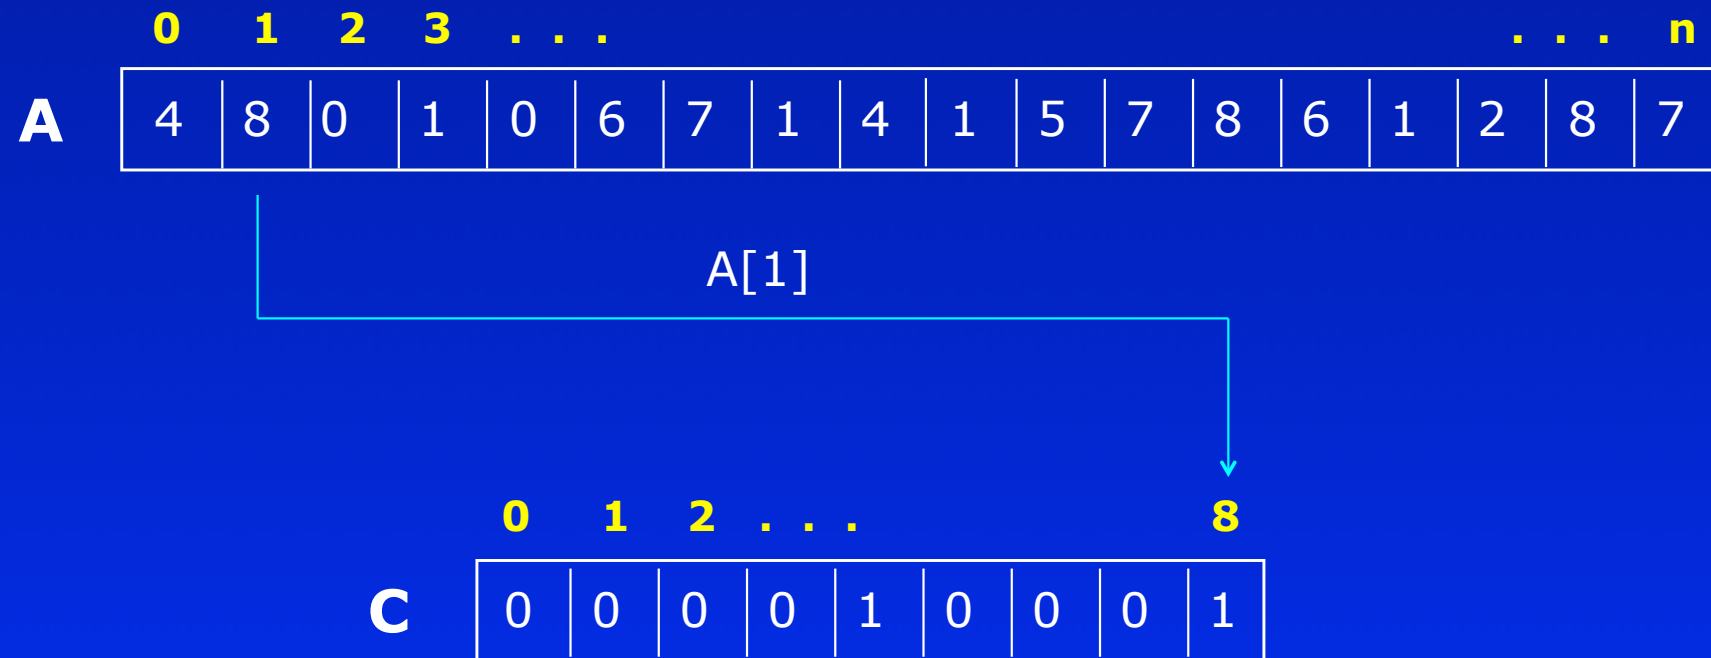 0 1 2 3 . . . . . . n
A 4 8 0 1 0 6 7 1 4 1 5 7 8 6 1 2 8 7
A[1]
0 1 2 . . . 8
C 0 0 0 0 1 0 0 0 1